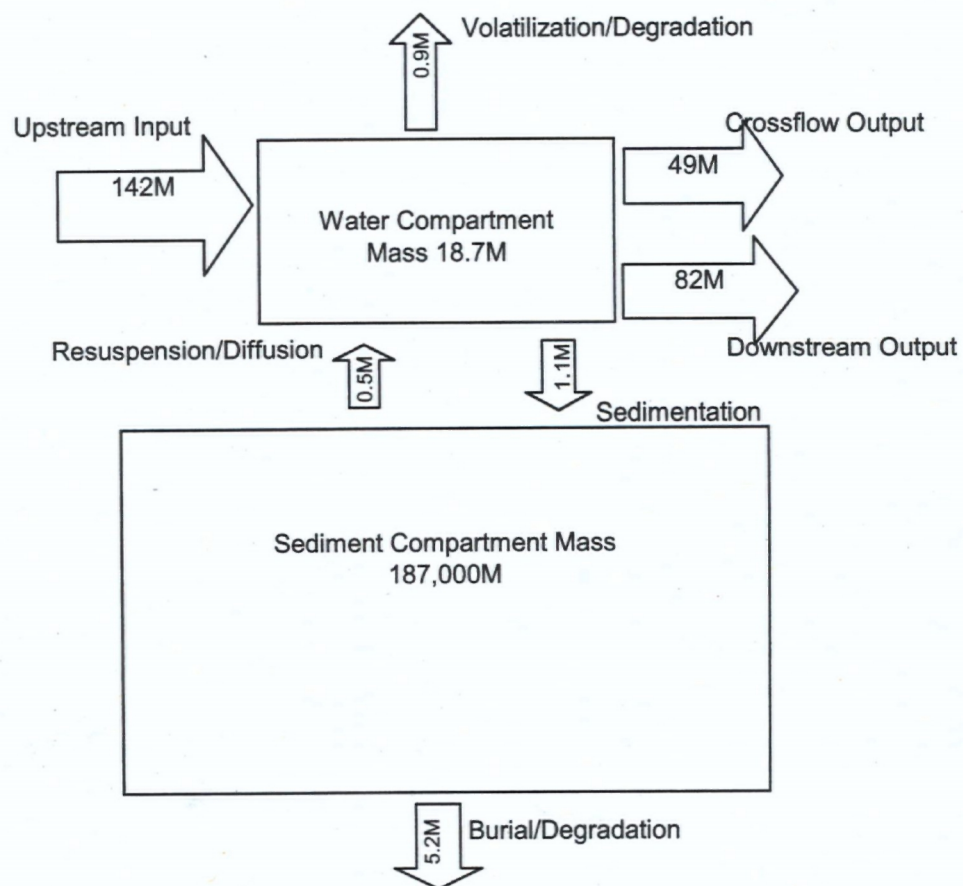 Volatilization/Degradation
0.9M
Upstream Input
142M
Crossflow Output
49M
Water Compartment
Mass 18.7M
82M
Downstream Output
Resuspension/Diffusion
0.5M
1.1M
Sedimentation
Sediment Compartment Mass
187,000M
5.2M
Burial/Degradation